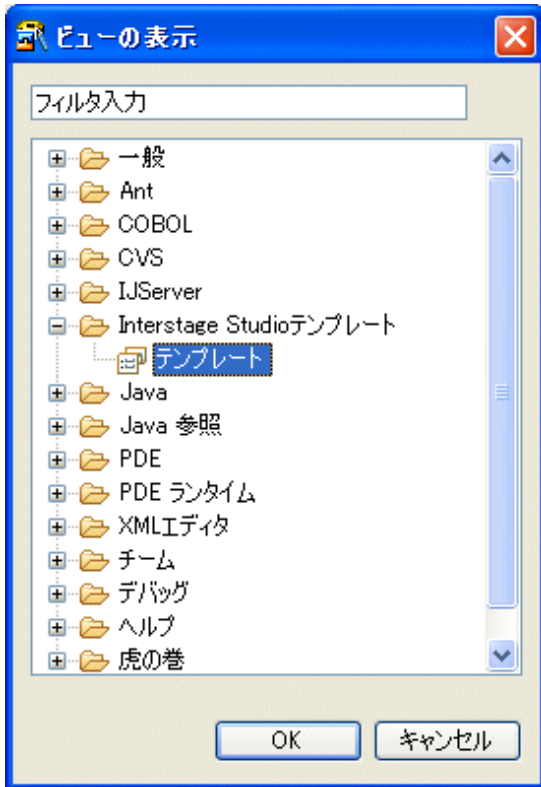 ビューの表示
フィルタ入力
一般
Ant
COBOL
CVS
IJServer
Interstage Studioテンプレート
テンプレート
Java
Java 参照
PDE
PDE ランタイム
XMLエディタ
チーム
デバッグ
ヘルプ
虎の巻
OK
キャンセル